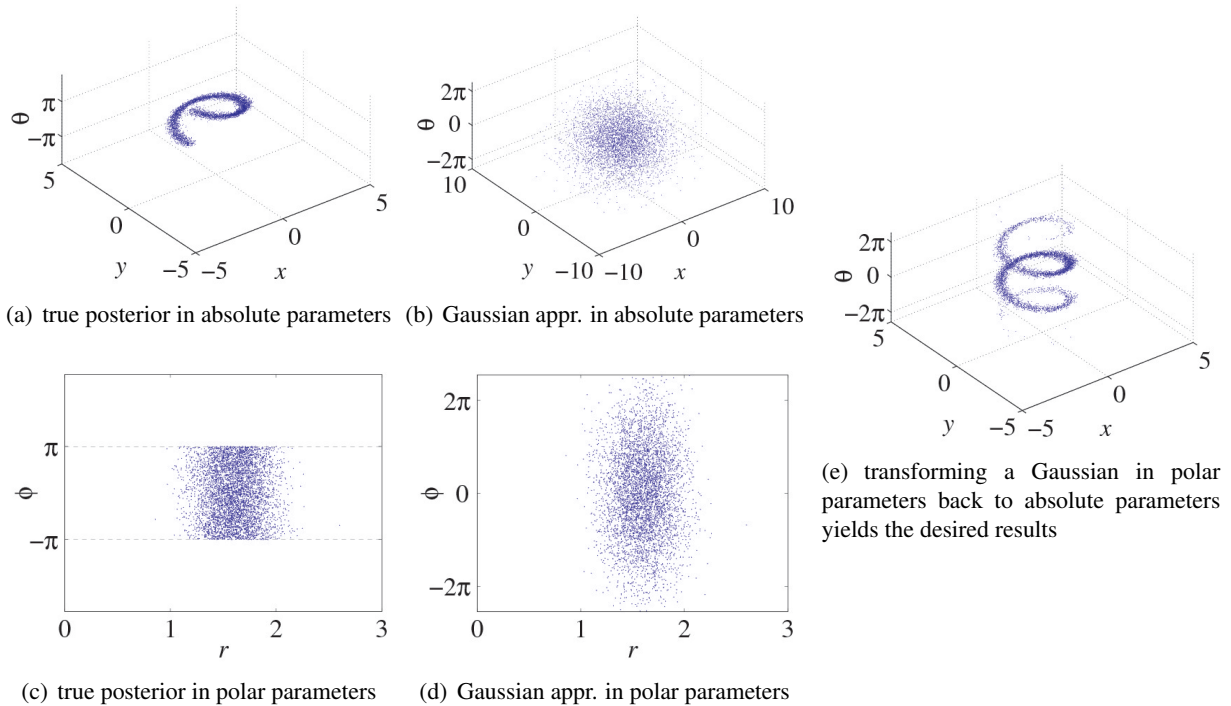 θ
π
−π
5
0
−5
y
−5
0
5
x
(a) true posterior in absolute parameters
θ
2π
0
−2π
10
0
−10
y
−10
0
10
x
(b) Gaussian appr. in absolute parameters
ϕ
π
−π
0
1
2
3
r
(c) true posterior in polar parameters
ϕ
2π
0
−2π
0
1
2
3
r
(d) Gaussian appr. in polar parameters
θ
2π
0
−2π
5
0
−5
y
−5
0
5
x
(e) transforming a Gaussian in polar
parameters back to absolute parameters
yields the desired results